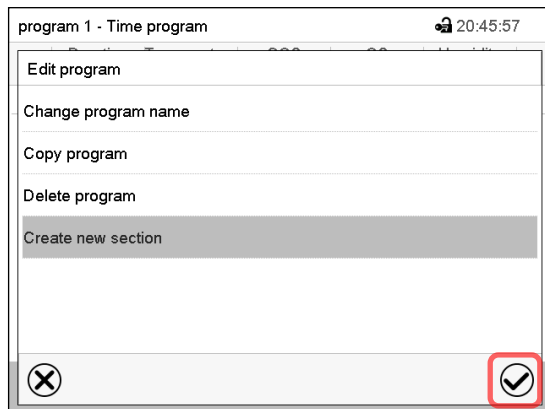 program 1 - Time program 20:45:57
Edit program
Change program name
Copy program
Delete program
Create new section